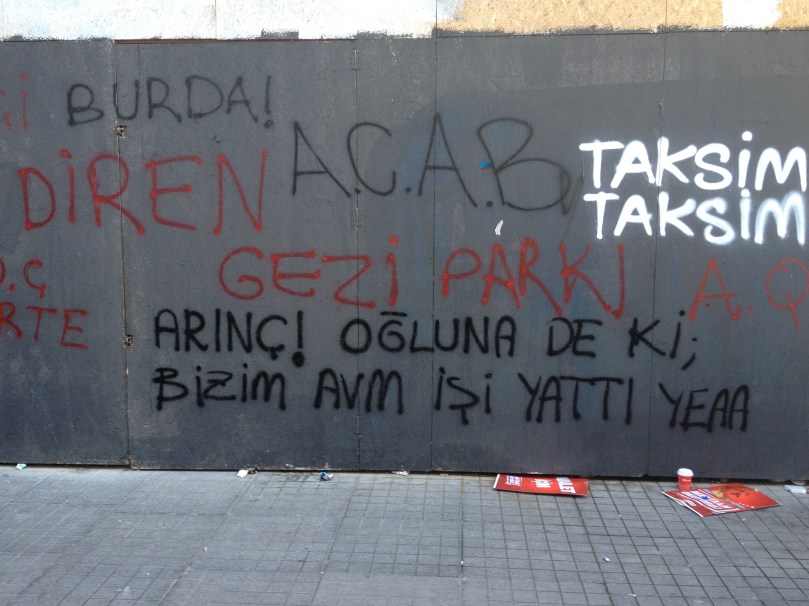 BURDA!
A.C.A.B
TAKSİM
DİREN
TAKSİM
GEZİ PARKI
A.Q
ARINÇ! OĞLUNA DE Kİ;
BİZİM AVM İŞİ YATTI YEAA